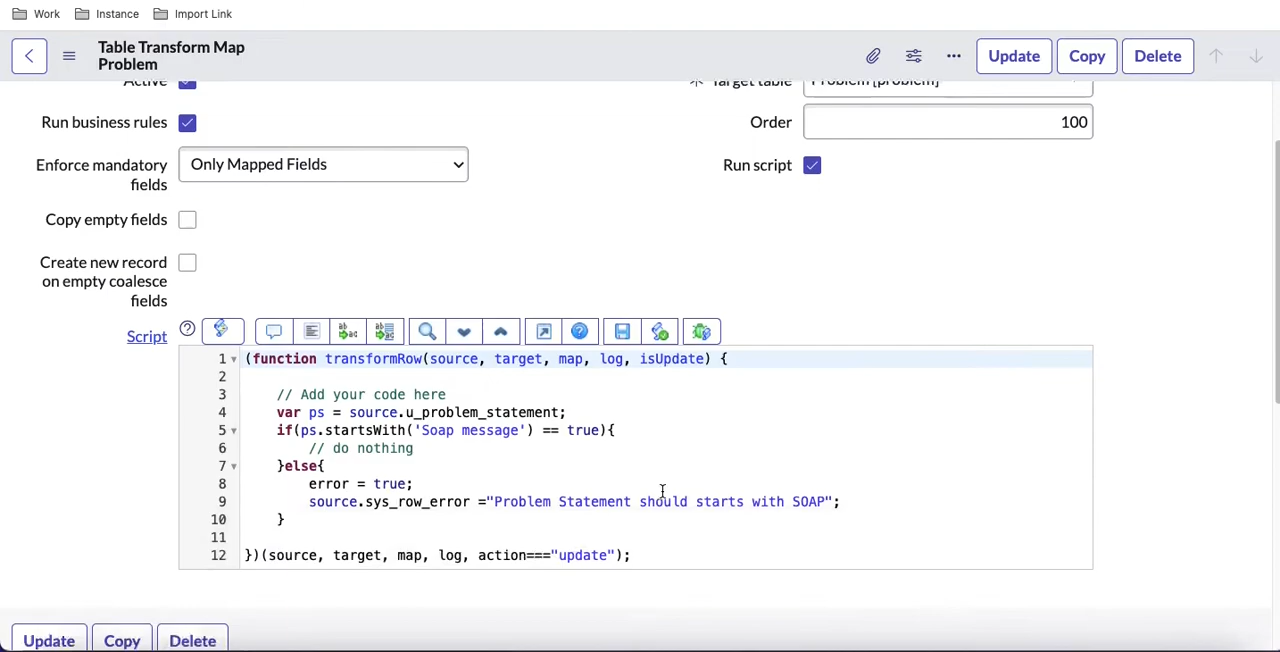 Work Instance Import Link
Table Transform Map
Problem
Update Copy Delete
Active
Target table Problem [problem]
Run business rules
Order 100
Enforce mandatory fields Only Mapped Fields
Run script
Copy empty fields
Create new record on empty coalesce fields
Script
1 (function transformRow(source, target, map, log, isUpdate) {
2
3 // Add your code here
4 var ps = source.u_problem_statement;
5 if(ps.startsWith('Soap message') == true){
6 // do nothing
7 }else{
8 error = true;
9 source.sys_row_error ="Problem Statement should starts with SOAP";
10 }
11
12 })(source, target, map, log, action==="update");
Update Copy Delete